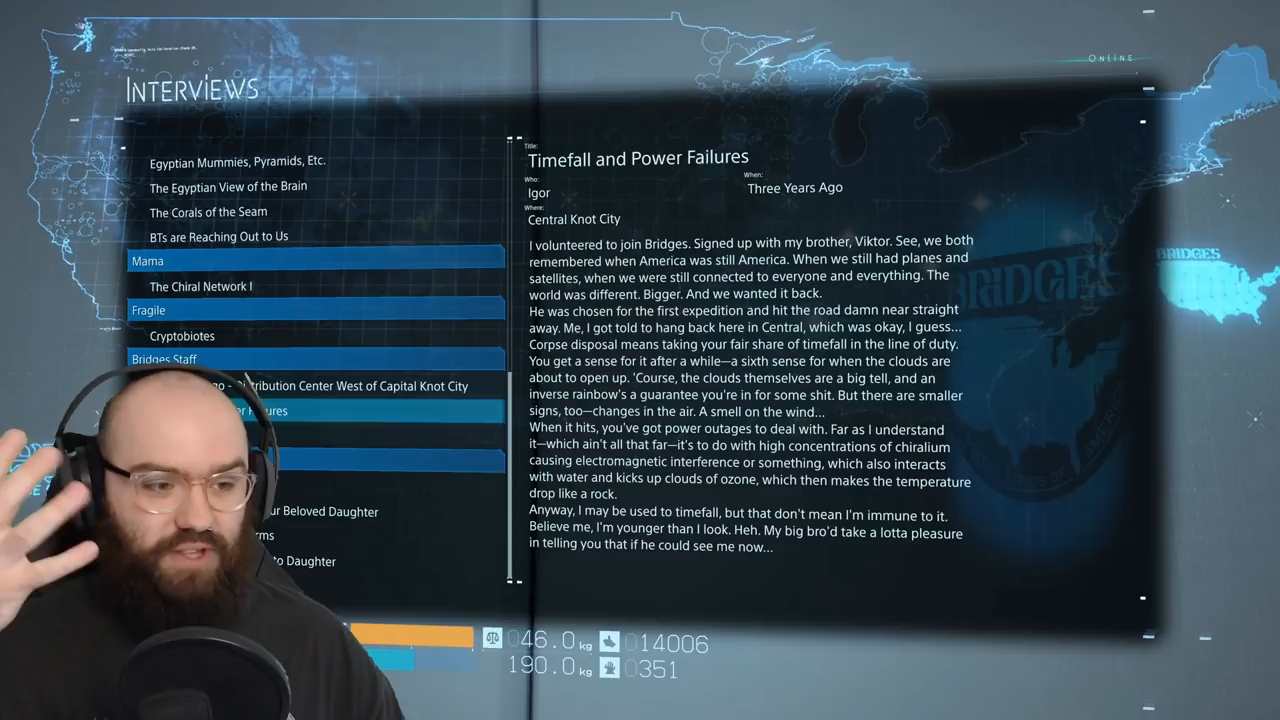 INTERVIEWS
ONLINE
Egyptian Mummies, Pyramids, Etc.
The Egyptian View of the Brain
The Corals of the Seam
BTs are Reaching Out to Us
Mama
The Chiral Network I
Fragile
Cryptobiotes
Bridges Staff
Distribution Center West of Capital Knot City
ur Beloved Daughter
rms
to Daughter
Title:
Timefall and Power Failures
Who:
Igor
When:
Three Years Ago
Where:
Central Knot City
I volunteered to join Bridges. Signed up with my brother, Viktor. See, we both
remembered when America was still America. When we still had planes and
satellites, when we were still connected to everyone and everything. The
world was different. Bigger. And we wanted it back.
He was chosen for the first expedition and hit the road damn near straight
away. Me, I got told to hang back here in Central, which was okay, I guess...
Corpse disposal means taking your fair share of timefall in the line of duty.
You get a sense for it after a while—a sixth sense for when the clouds are
about to open up. 'Course, the clouds themselves are a big tell, and an
inverse rainbow's a guarantee you're in for some shit. But there are smaller
signs, too—changes in the air. A smell on the wind...
When it hits, you've got power outages to deal with. Far as I understand
it—which ain't all that far—it's to do with high concentrations of chiralium
causing electromagnetic interference or something, which also interacts
with water and kicks up clouds of ozone, which then makes the temperature
drop like a rock.
Anyway, I may be used to timefall, but that don't mean I'm immune to it.
Believe me, I'm younger than I look. Heh. My big bro'd take a lotta pleasure
in telling you that if he could see me now...
BRIDGES
BRIDGES
046.0 kg
014006
190.0 kg
0351